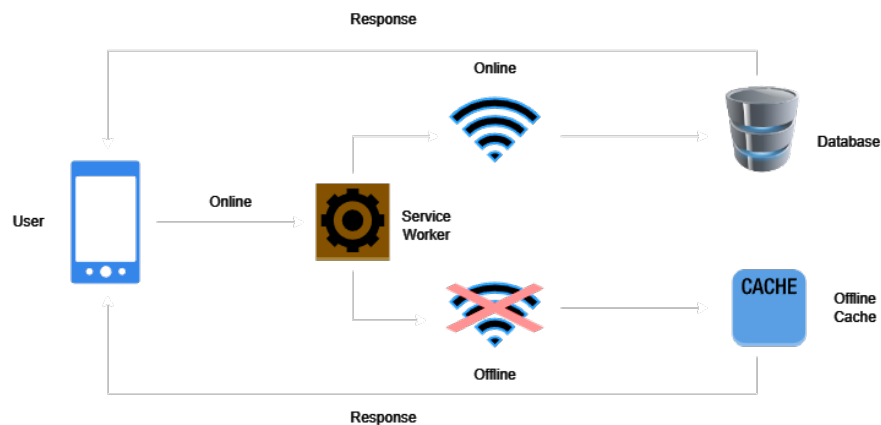 Response
Online
Database
User
Online
Service
Worker
CACHE
Offline
Cache
Offline
Response